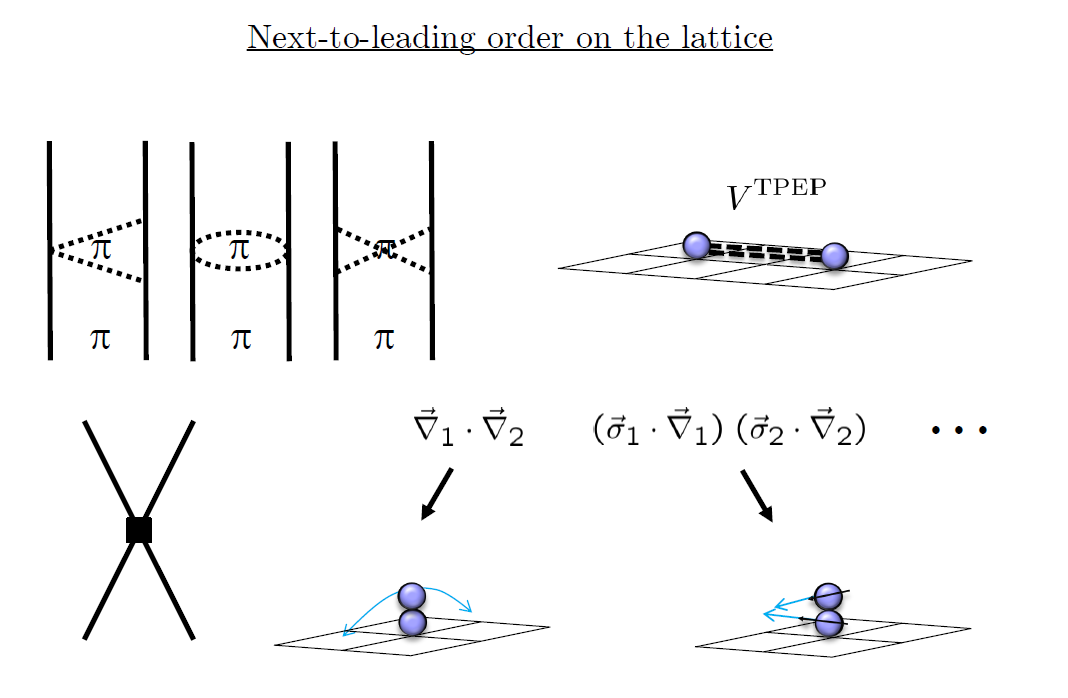 Next-to-leading order on the lattice
V^TPEP
π π π
π π π
∇⃗₁ · ∇⃗₂ (σ⃗₁ · ∇⃗₁) (σ⃗₂ · ∇⃗₂) • • •